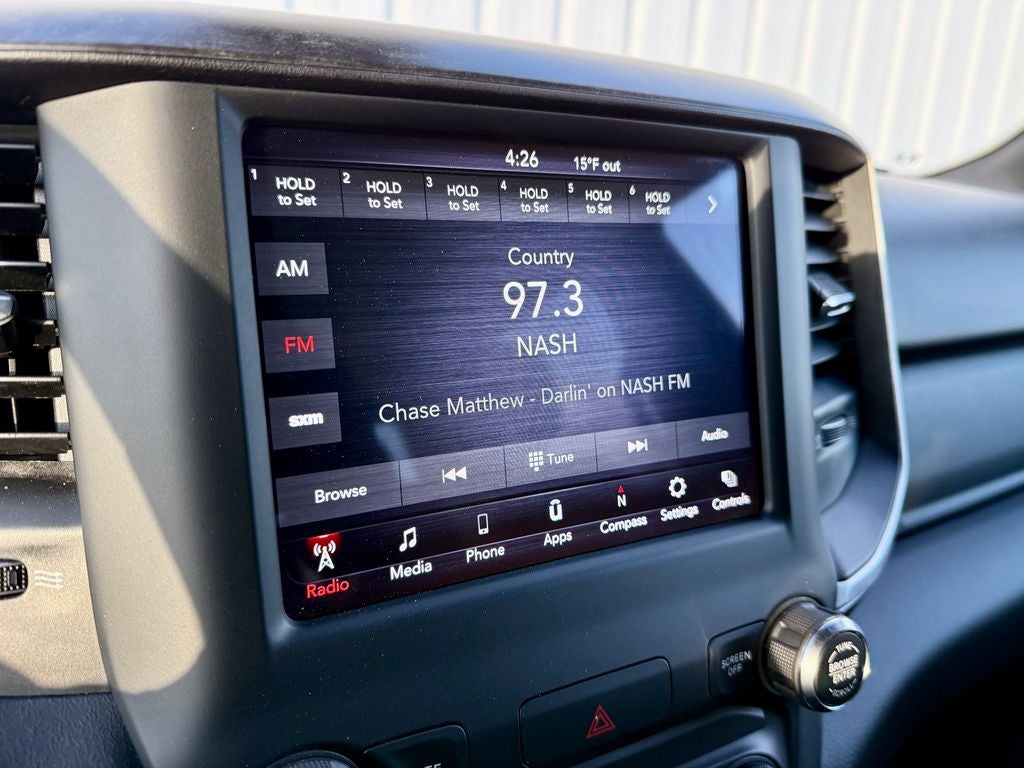 4:26 15°F out
1 HOLD to Set 2 HOLD to Set 3 HOLD to Set 4 HOLD to Set 5 HOLD to Set 6 HOLD to Set
AM
FM
sxm
Country
97.3
NASH
Chase Matthew - Darlin' on NASH FM
Browse Tune Audio
Radio Media Phone Apps N Compass Settings Controls
SCREEN
OFF
TUNE
BROWSE
ENTER
SCROLL